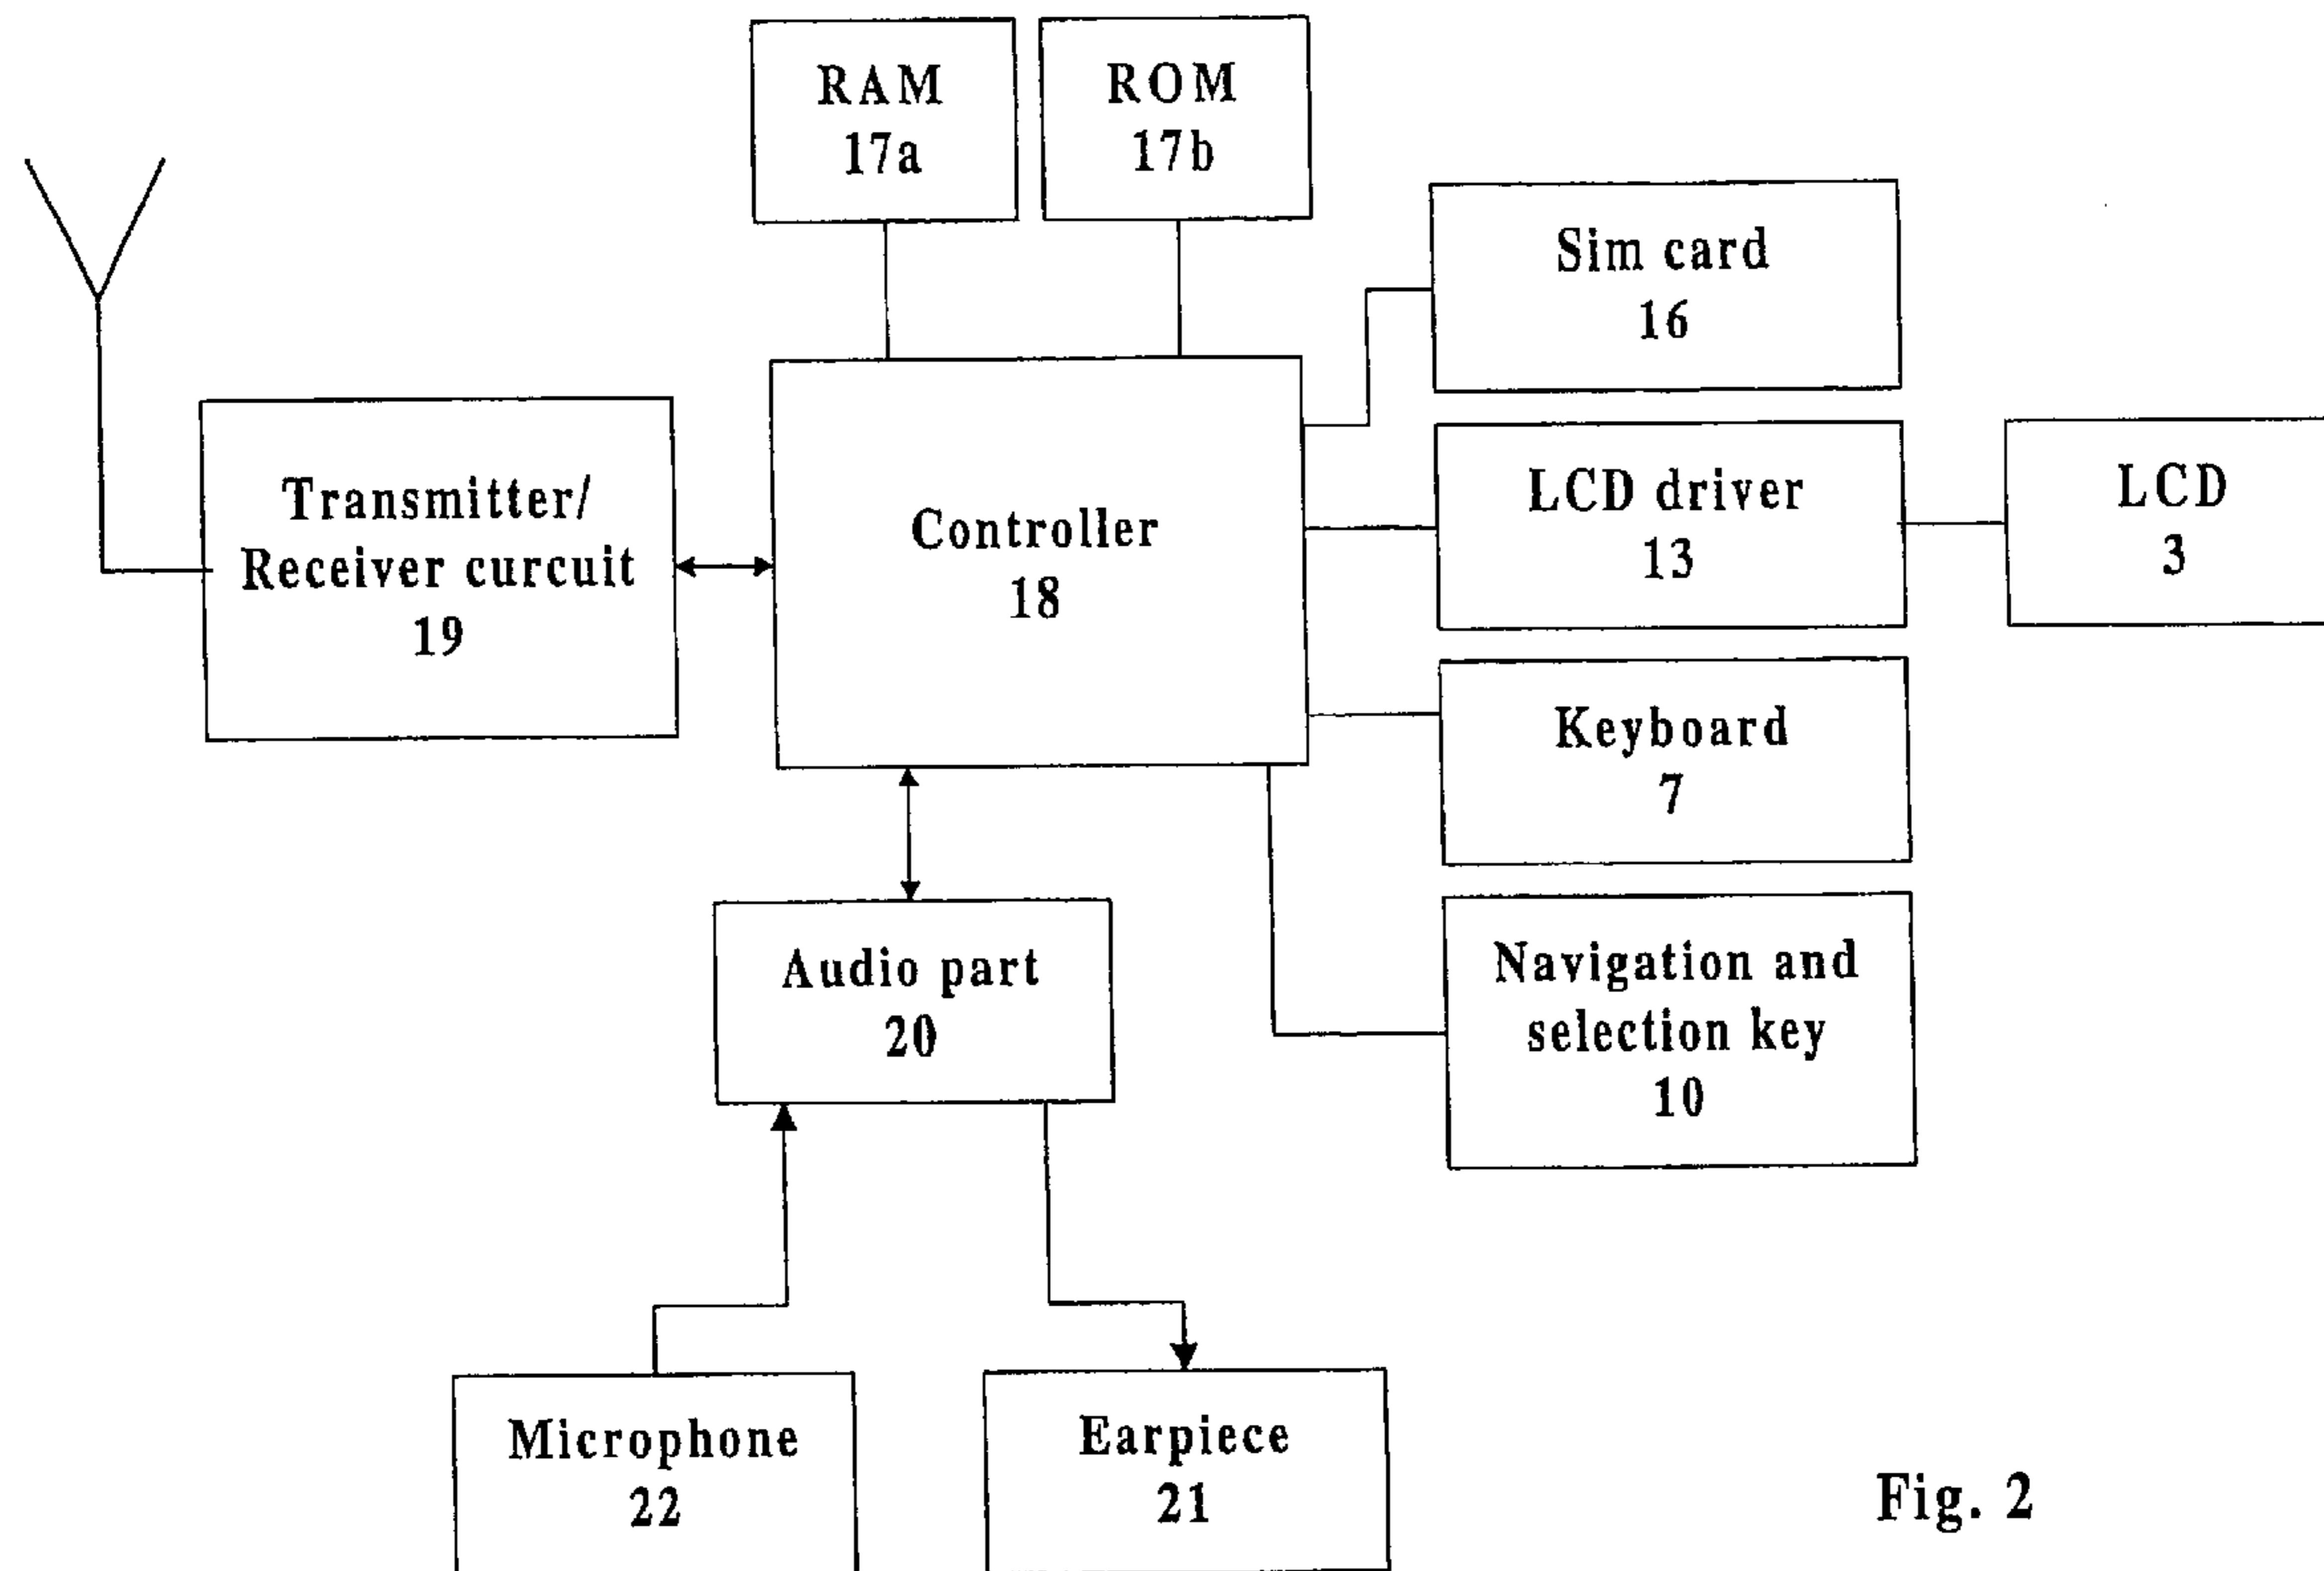 RAM
17a
ROM
17b
Sim card
16
Transmitter/
Receiver curcuit
19
Controller
18
LCD driver
13
LCD
3
Keyboard
7
Audio part
20
Navigation and
selection key
10
Microphone
22
Earpiece
21
Fig. 2